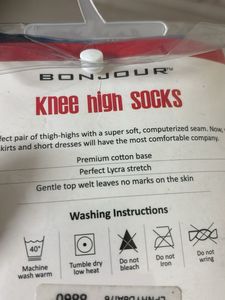 BONJOUR™
Knee high SOCKS
fect pair of thigh-highs with a super soft, computerized seam. Now,
skirts and short dresses will have the most comfortable company.
Premium cotton base
Perfect Lycra stretch
Gentle top welt leaves no marks on the skin
Washing Instructions
40°
Machine wash warm
Tumble dry low heat
Do not bleach
Do not Iron
Do not wring